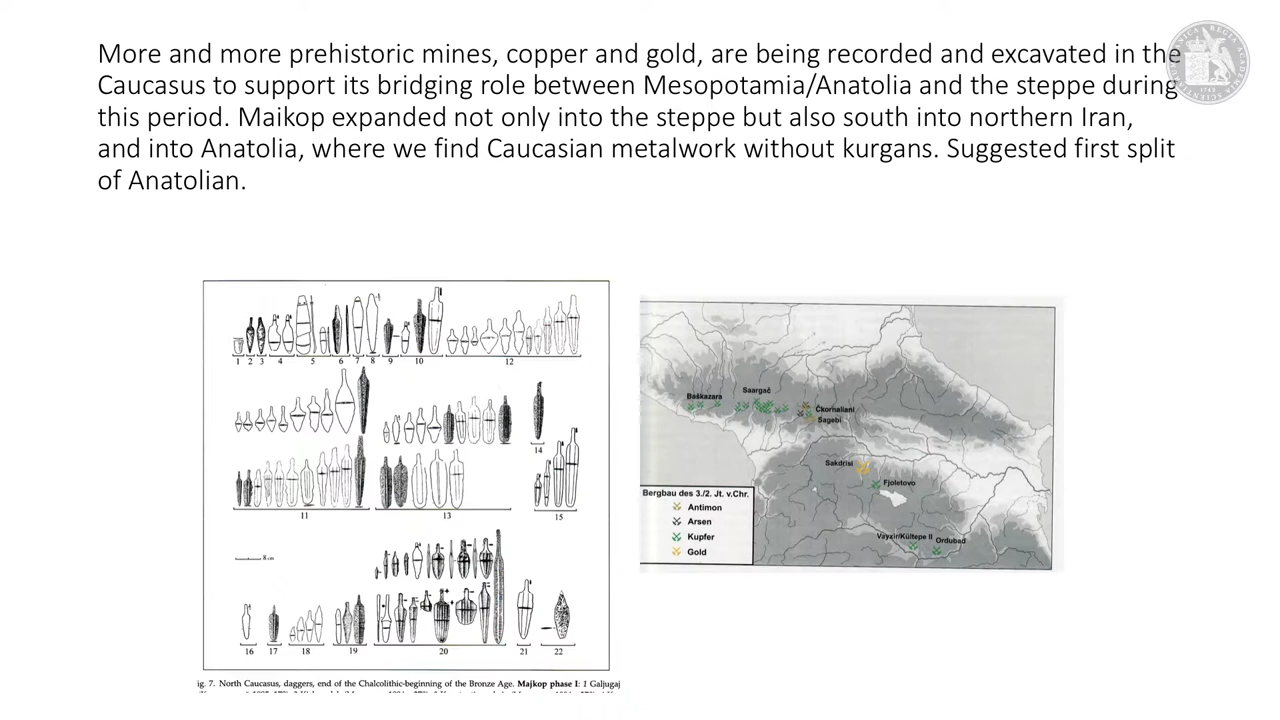 More and more prehistoric mines, copper and gold, are being recorded and excavated in the
Caucasus to support its bridging role between Mesopotamia/Anatolia and the steppe during
this period. Maikop expanded not only into the steppe but also south into northern Iran,
and into Anatolia, where we find Caucasian metalwork without kurgans. Suggested first split
of Anatolian.
1 2 3 4 5 6 7 8 9 10 12
14
11 13 15
8 cm
16 17 18 19 20 21 22
ig. 7. North Caucasus, daggers, end of the Chalcolithic-beginning of the Bronze Age. Majkop phase I: 1 Galjugaj
Saargač
Baškazara
Čkornaliani
Sagebi
Sakdrisi
Fjoletovo
Vayxir/Kültepe II Ordubad
Bergbau des 3./2. Jt. v.Chr.
Antimon
Arsen
Kupfer
Gold